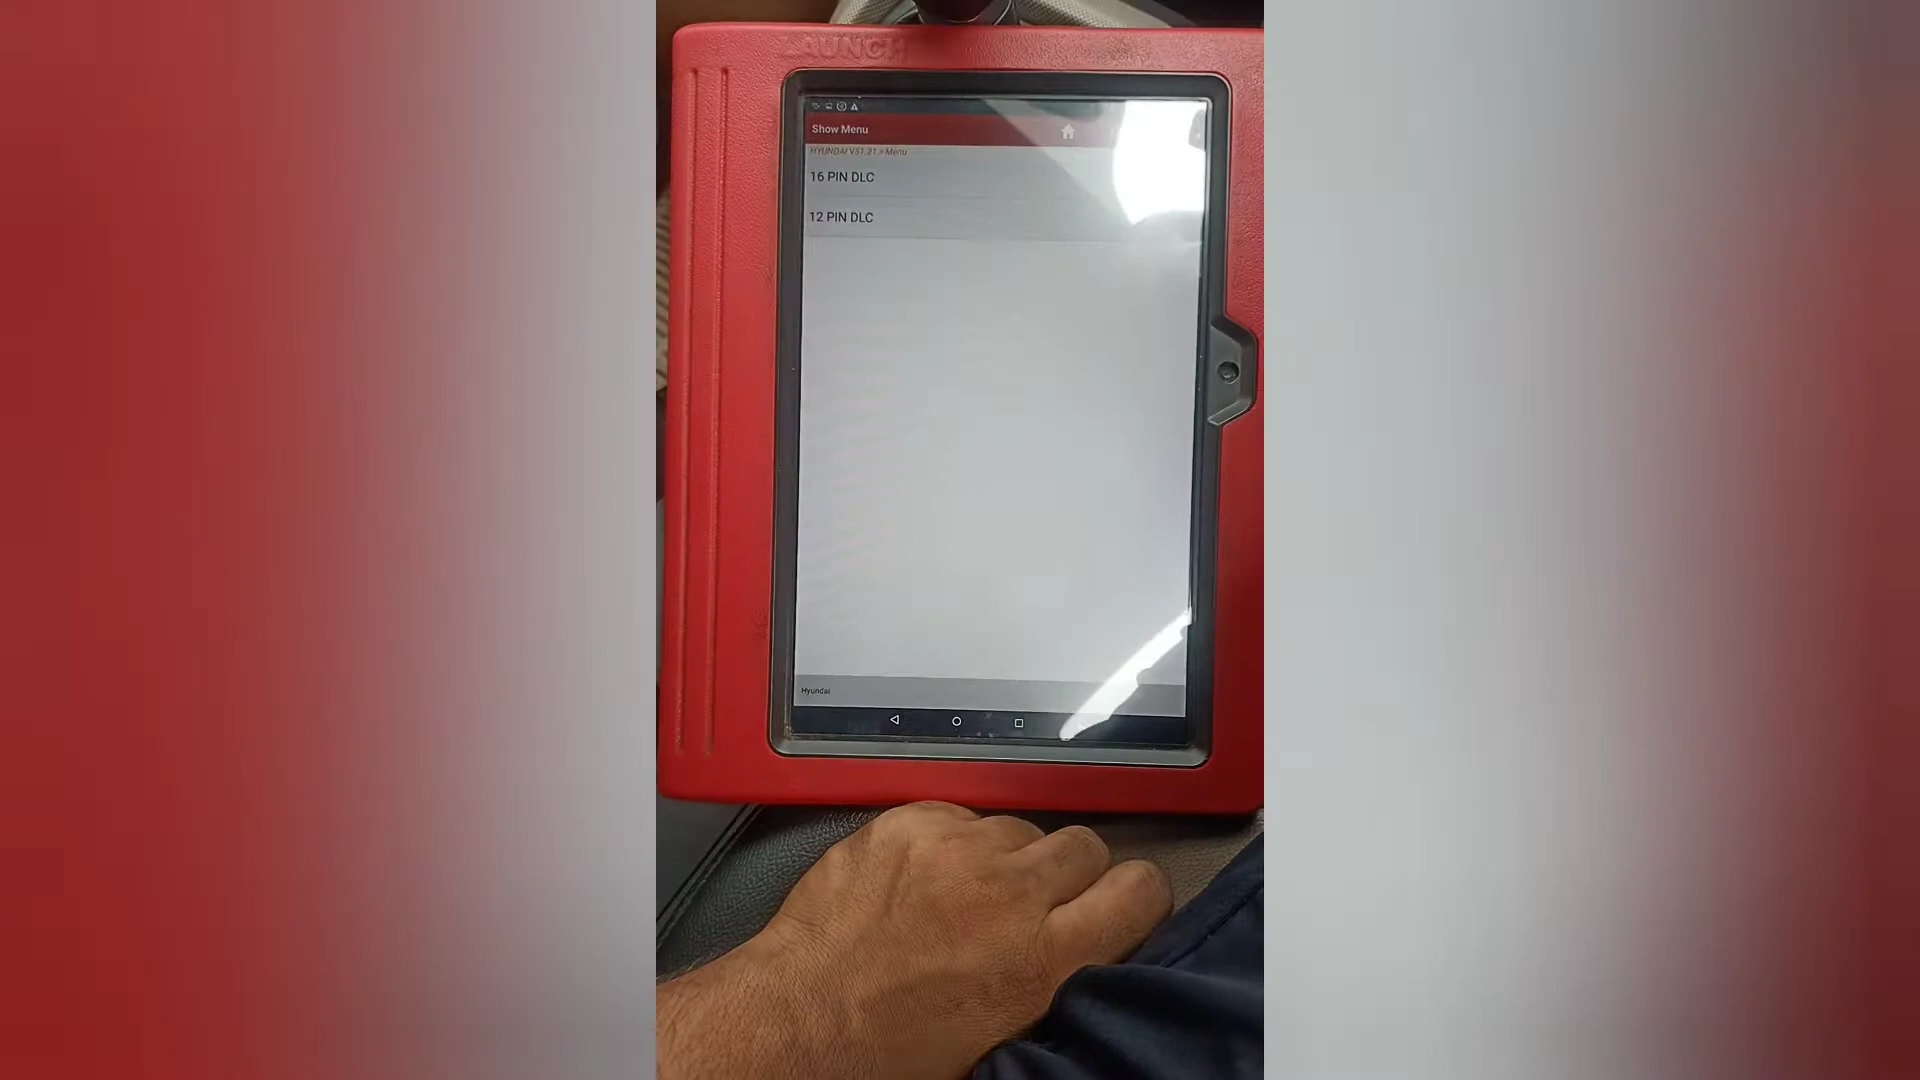 LAUNCH
Show Menu
HYUNDAI V51.21 > Menu
16 PIN DLC
12 PIN DLC
Hyundai